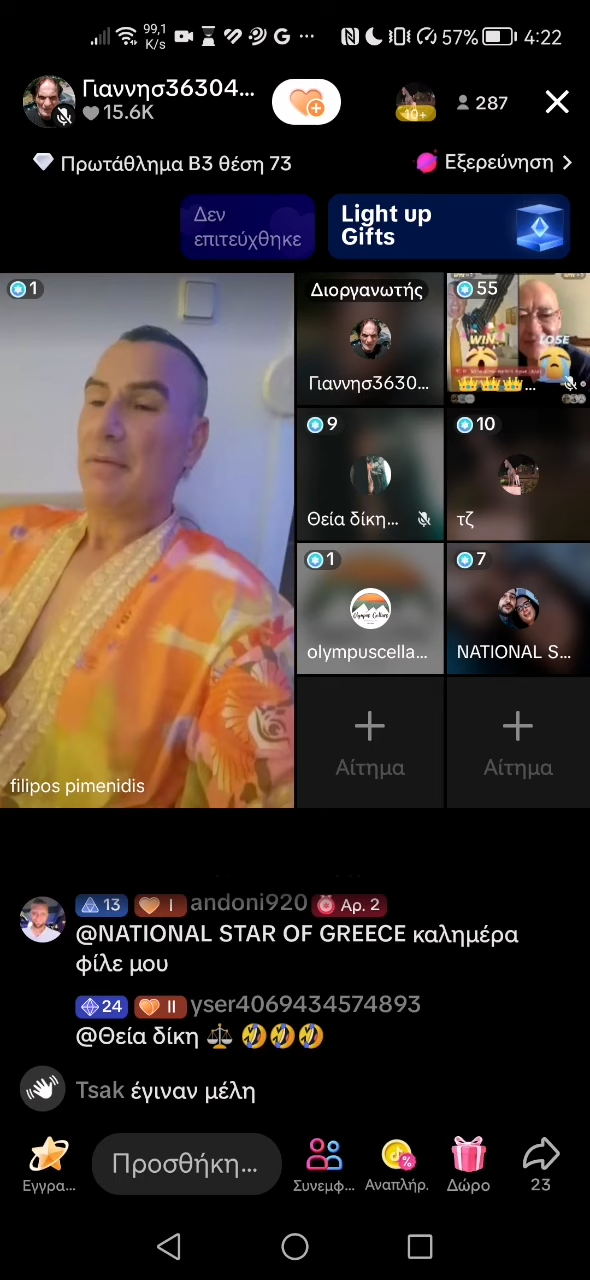 99,1
K/s
57%
4:22
Γιαννησ36304...
15.6K
10+
287
Πρωτάθλημα B3 θέση 73
Εξερεύνηση
Δεν
επιτεύχθηκε
Light up
Gifts
1
Διοργανωτής
Γιαννησ3630...
55
WIN
LOSE
...
9
Θεία δίκη...
10
τζ
1
olympuscella...
7
NATIONAL S...
Αίτημα
Αίτημα
filipos pimenidis
13 I andoni920 Αρ. 2
@NATIONAL STAR OF GREECE καλημέρα
φίλε μου
24 II yser4069434574893
@Θεία δίκη ⚖️ 🤣🤣🤣
Tsak έγιναν μέλη
Εγγρα...
Προσθήκη...
Συνεμφ...
Αναπλήρ.
Δώρο
23